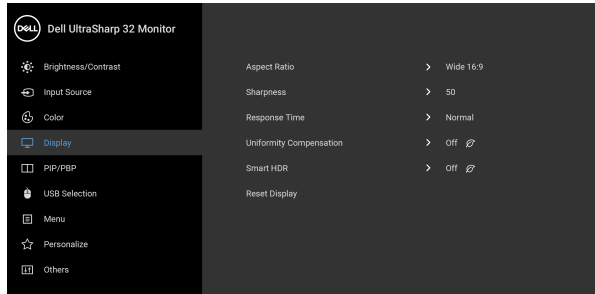 DELL Dell UltraSharp 32 Monitor
Brightness/Contrast
Input Source
Color
Display
PIP/PBP
USB Selection
Menu
Personalize
Others
Aspect Ratio > Wide 16:9
Sharpness > 50
Response Time > Normal
Uniformity Compensation > Off
Smart HDR > Off
Reset Display